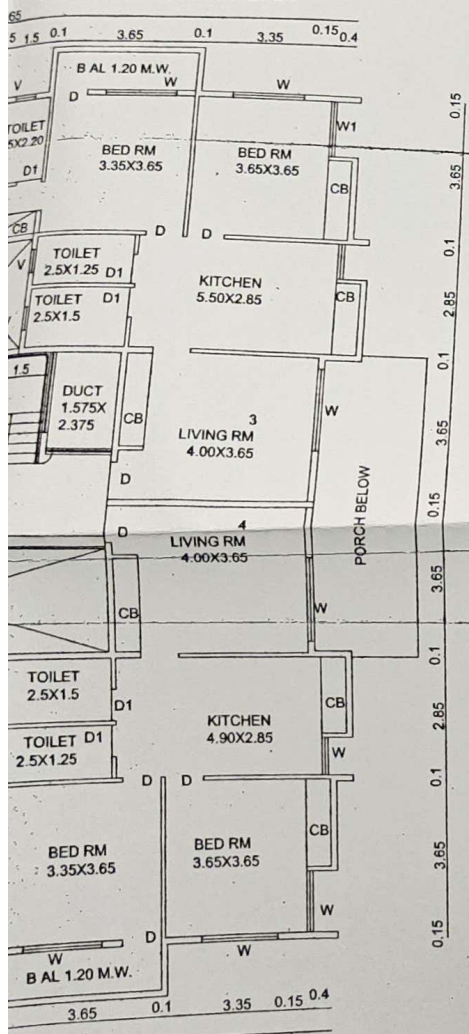 65
5 1.5 0.1 3.65 0.1 3.35 0.15 0.4
B AL 1.20 M.W.
V D W W
W1
0.15
TOILET
5X2.20
D1
BED RM
3.35X3.65
BED RM
3.65X3.65
3.65
CB
CB
D D
0.1
V
TOILET
2.5X1.25 D1
TOILET D1
2.5X1.5
KITCHEN
5.50X2.85
CB
2.85
0.1
1.5
DUCT
1.575X
2.375
CB
3
LIVING RM
4.00X3.65
W
3.65
D
PORCH BELOW
0.15
D
4
LIVING RM
4.00X3.65
CB
W
3.65
0.1
TOILET
2.5X1.5
D1
KITCHEN
4.90X2.85
CB
2.85
TOILET D1
2.5X1.25
W
0.1
D D
BED RM
3.35X3.65
BED RM
3.65X3.65
CB
3.65
W
D
W
W
0.15
B AL 1.20 M.W.
3.65 0.1 3.35 0.15 0.4